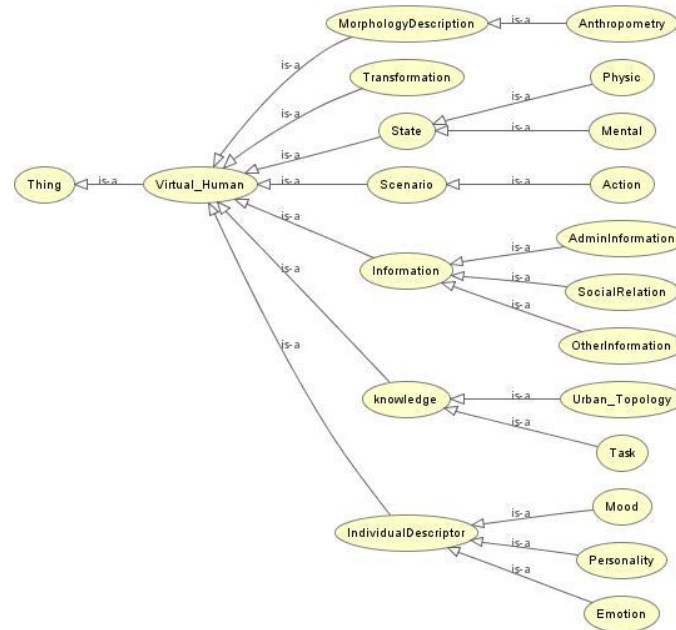 MorphologyDescription
is-a
Anthropometry
is-a
Transformation
is-a
Physic
is-a
State
is-a
Mental
is-a
Thing
is-a
Virtual_Human
is-a
Scenario
is-a
Action
is-a
AdminInformation
is-a
Information
is-a
SocialRelation
is-a
OtherInformation
is-a
knowledge
is-a
Urban_Topology
is-a
Task
is-a
IndividualDescriptor
is-a
Mood
is-a
Personality
is-a
Emotion